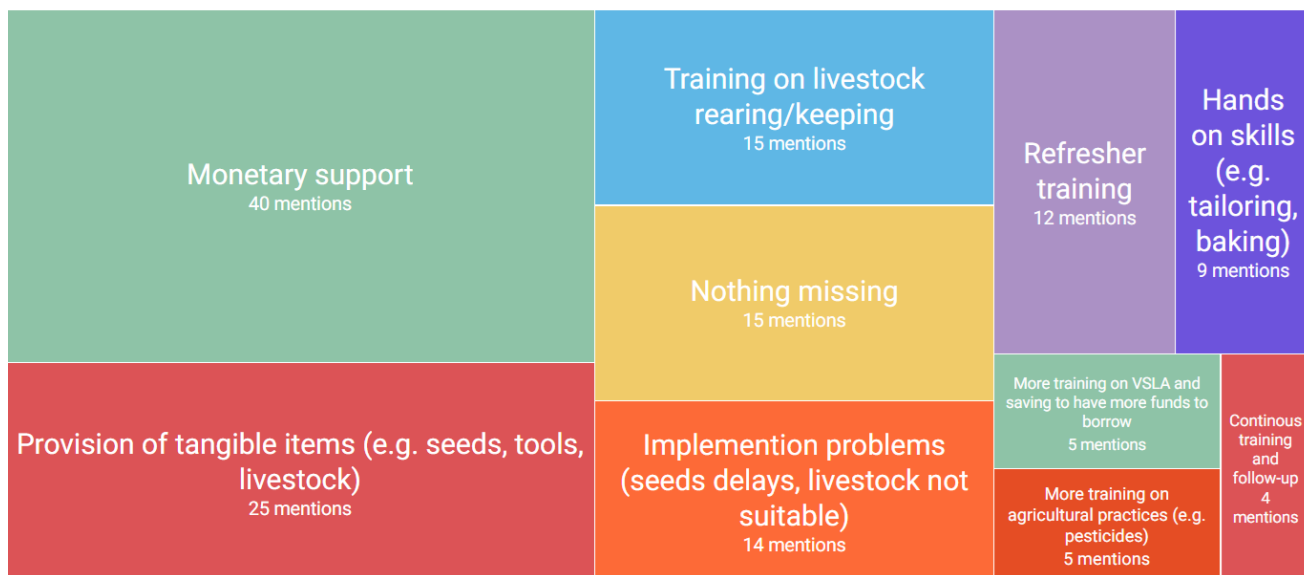 Monetary support
40 mentions
Provision of tangible items (e.g. seeds, tools,
livestock)
25 mentions
Training on livestock
rearing/keeping
15 mentions
Nothing missing
15 mentions
Implemention problems
(seeds delays, livestock not
suitable)
14 mentions
Refresher
training
12 mentions
Hands
on skills
(e.g.
tailoring,
baking)
9 mentions
More training on VSLA and
saving to have more funds to
borrow
5 mentions
More training on
agricultural practices (e.g.
pesticides)
5 mentions
Continous
training
and
follow-up
4
mentions